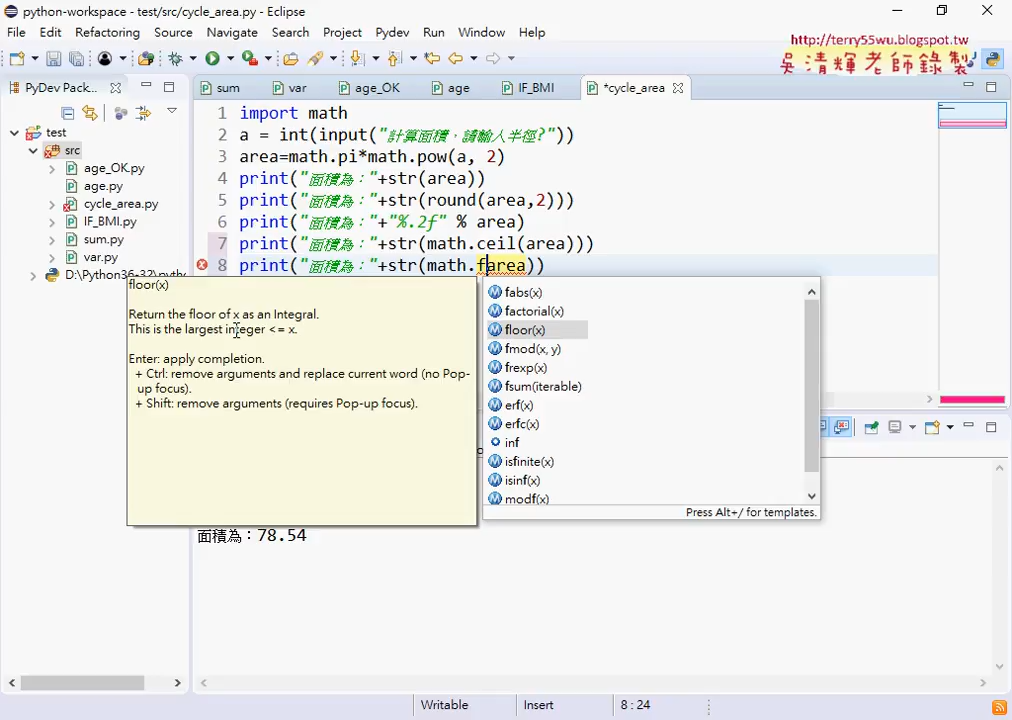 python-workspace - test/src/cycle_area.py - Eclipse
File Edit Refactoring Source Navigate Search Project Pydev Run Window Help
http://terry55wu.blogspot.tw
吳清輝老師錄製
PyDev Pack...
sum var age_OK age IF_BMI *cycle_area
test
src
age_OK.py
age.py
cycle_area.py
IF_BMI.py
sum.py
var.py
D:\Python36-32\pytho
1 import math
2 a = int(input("計算面積，請輸入半徑?"))
3 area=math.pi*math.pow(a, 2)
4 print("面積為："+str(area))
5 print("面積為："+str(round(area,2)))
6 print("面積為："+"%.2f" % area)
7 print("面積為："+str(math.ceil(area)))
8 print("面積為："+str(math.farea))
floor(x)
Return the floor of x as an Integral.
This is the largest integer <= x.
Enter: apply completion.
+ Ctrl: remove arguments and replace current word (no Pop-
up focus).
+ Shift: remove arguments (requires Pop-up focus).
fabs(x)
factorial(x)
floor(x)
fmod(x, y)
frexp(x)
fsum(iterable)
erf(x)
erfc(x)
inf
isfinite(x)
isinf(x)
modf(x)
Press Alt+/ for templates.
面積為：78.54
Writable Insert 8 : 24